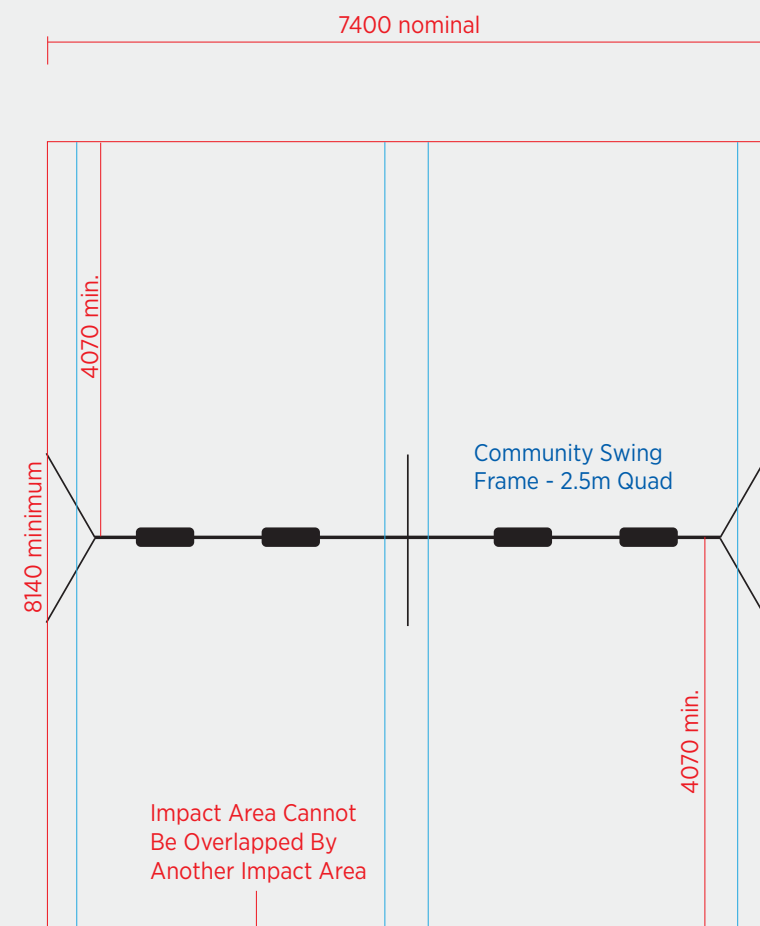 7400 nominal
4070 min.
Community Swing
Frame - 2.5m Quad
8140 minimum
4070 min.
Impact Area Cannot
Be Overlapped By
Another Impact Area